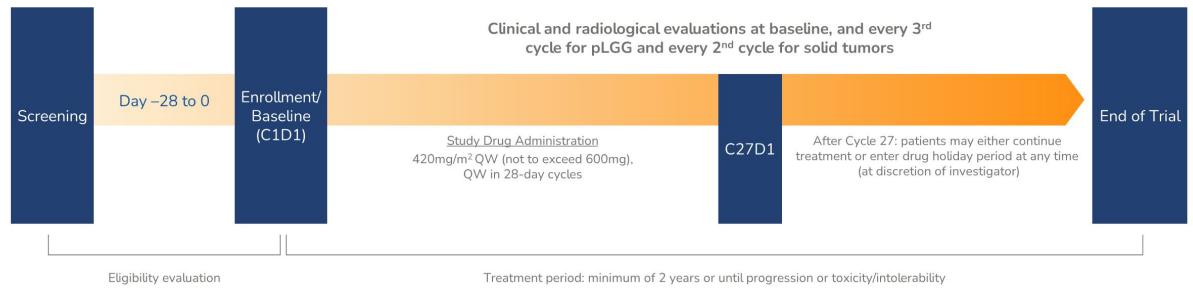 Clinical and radiological evaluations at baseline, and every 3rd
cycle for pLGG and every 2nd cycle for solid tumors
Screening
Day –28 to 0
Enrollment/
Baseline
(C1D1)
Study Drug Administration
420mg/m2 QW (not to exceed 600mg),
QW in 28-day cycles
C27D1
After Cycle 27: patients may either continue
treatment or enter drug holiday period at any time
(at discretion of investigator)
End of Trial
Eligibility evaluation
Treatment period: minimum of 2 years or until progression or toxicity/intolerability